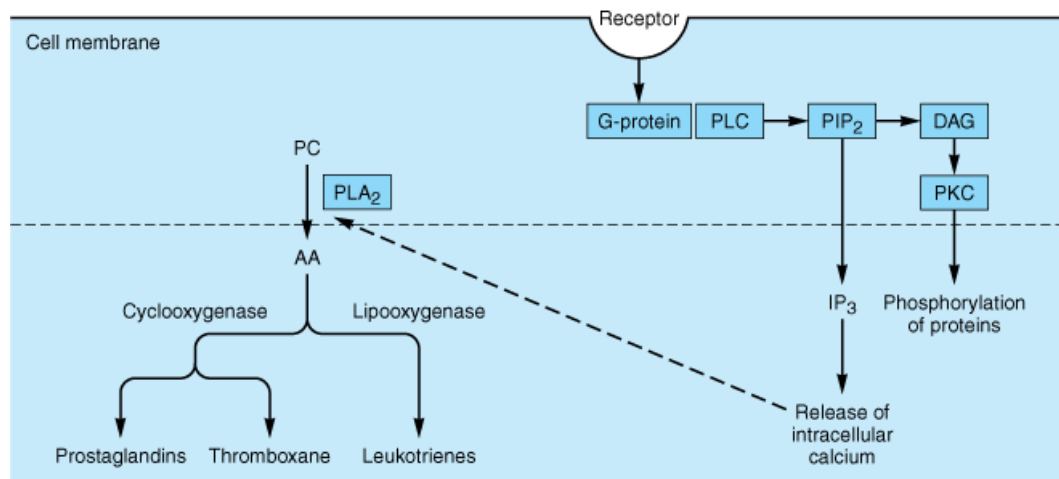 Receptor
Cell membrane
G-protein PLC PIP₂ DAG
PC
PLA₂
PKC
AA
Cyclooxygenase Lipooxygenase
IP₃
Phosphorylation
of proteins
Release of
intracellular
calcium
Prostaglandins Thromboxane Leukotrienes